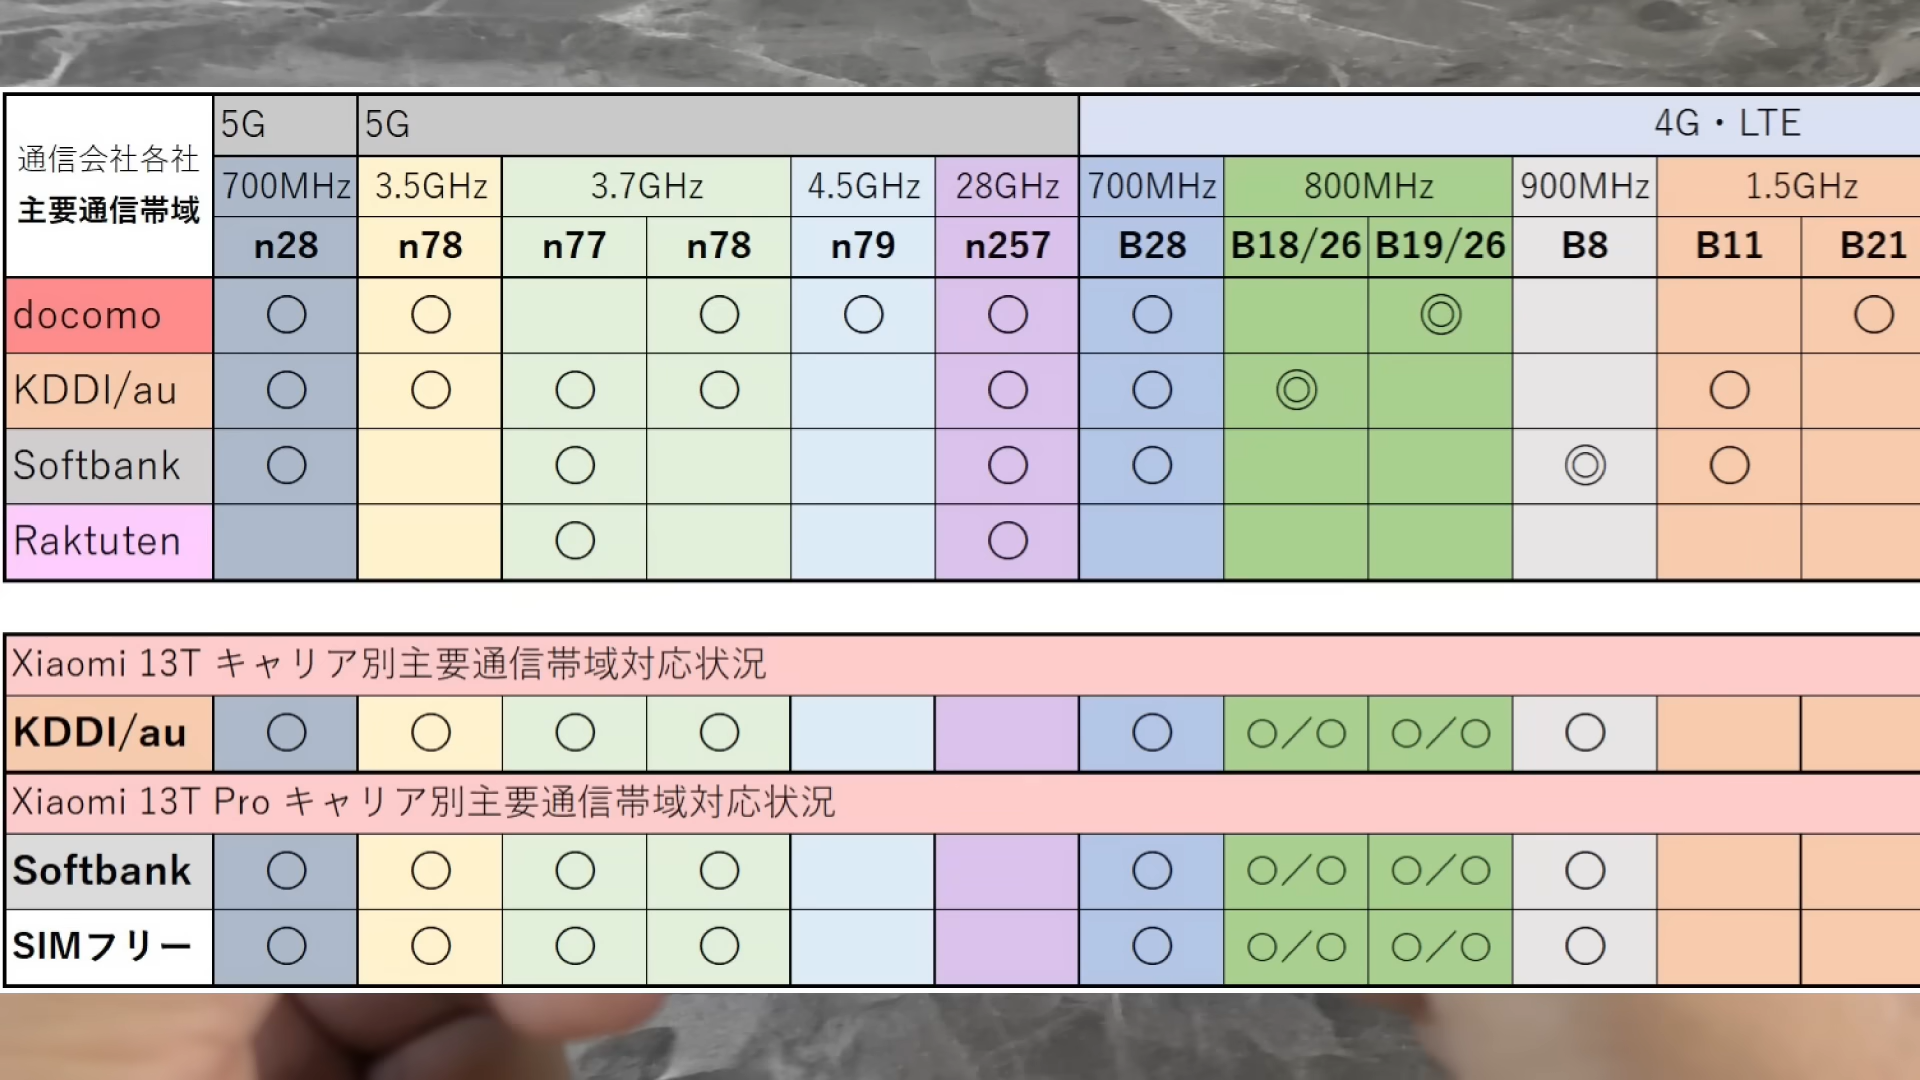 通信会社各社
主要通信帯域
5G 5G 4G・LTE
700MHz 3.5GHz 3.7GHz 4.5GHz 28GHz 700MHz 800MHz 900MHz 1.5GHz
n28 n78 n77 n78 n79 n257 B28 B18/26 B19/26 B8 B11 B21
docomo ○ ○ ○ ○ ○ ○ ◎ ○
KDDI/au ○ ○ ○ ○ ○ ○ ◎ ○
Softbank ○ ○ ○ ○ ◎ ○
Raktuten ○ ○
Xiaomi 13T キャリア別主要通信帯域対応状況
KDDI/au ○ ○ ○ ○ ○ ○/○ ○/○ ○
Xiaomi 13T Pro キャリア別主要通信帯域対応状況
Softbank ○ ○ ○ ○ ○ ○/○ ○/○ ○
SIMフリー ○ ○ ○ ○ ○ ○/○ ○/○ ○